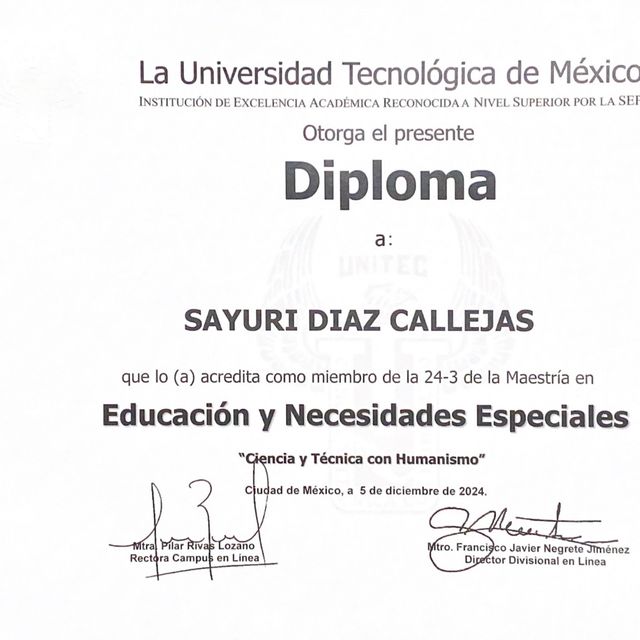 La Universidad Tecnológica de México
INSTITUCIÓN DE EXCELENCIA ACADÉMICA RECONOCIDA A NIVEL SUPERIOR POR LA SEP
Otorga el presente
Diploma
a:
UNITEC
SAYURI DIAZ CALLEJAS
que lo (a) acredita como miembro de la 24-3 de la Maestría en
Educación y Necesidades Especiales
"Ciencia y Técnica con Humanismo"
Ciudad de México, a 5 de diciembre de 2024.
Mtra. Pilar Rivas Lozano
Rectora Campus en Línea
Mtro. Francisco Javier Negrete Jiménez
Director Divisional en Línea